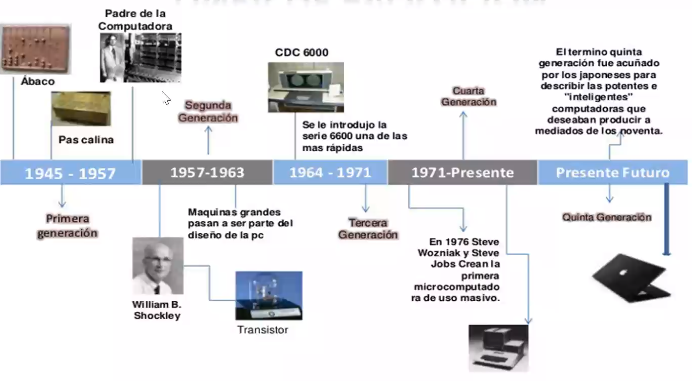 Padre de la
Computadora
Ábaco
Pas calina
Segunda
Generación
CDC 6000
Se le introdujo la
serie 6600 una de las
mas rápidas
Cuarta
Generación
El termino quinta
generación fue acuñado
por los japoneses para
describir las potentes e
"inteligentes"
computadoras que
deseaban producir a
mediados de los noventa.
1945 - 1957
1957-1963
1964 - 1971
1971-Presente
Presente Futuro
Primera
generación
Maquinas grandes
pasan a ser parte del
diseño de la pc
William B.
Shockley
Transistor
Tercera
Generación
En 1976 Steve
Wozniak y Steve
Jobs Crean la
primera
microcomputado
ra de uso masivo.
Quinta Generación